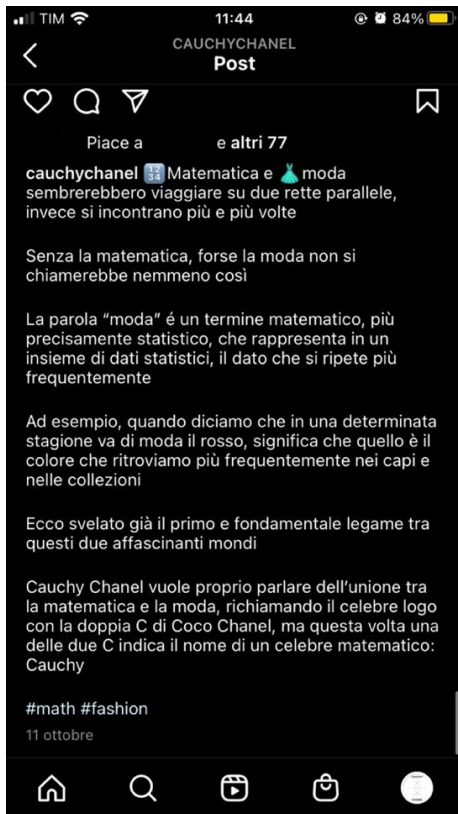 TIM 11:44 84%
CAUCHYCHANEL
Post
Piace a e altri 77
cauchychanel 🔢Matematica e 👗moda
sembrerebbero viaggiare su due rette parallele,
invece si incontrano più e più volte
Senza la matematica, forse la moda non si
chiamerebbe nemmeno così
La parola “moda” é un termine matematico, più
precisamente statistico, che rappresenta in un
insieme di dati statistici, il dato che si ripete più
frequentemente
Ad esempio, quando diciamo che in una determinata
stagione va di moda il rosso, significa che quello è il
colore che ritroviamo più frequentemente nei capi e
nelle collezioni
Ecco svelato già il primo e fondamentale legame tra
questi due affascinanti mondi
Cauchy Chanel vuole proprio parlare dell’unione tra
la matematica e la moda, richiamando il celebre logo
con la doppia C di Coco Chanel, ma questa volta una
delle due C indica il nome di un celebre matematico:
Cauchy
#math #fashion
11 ottobre